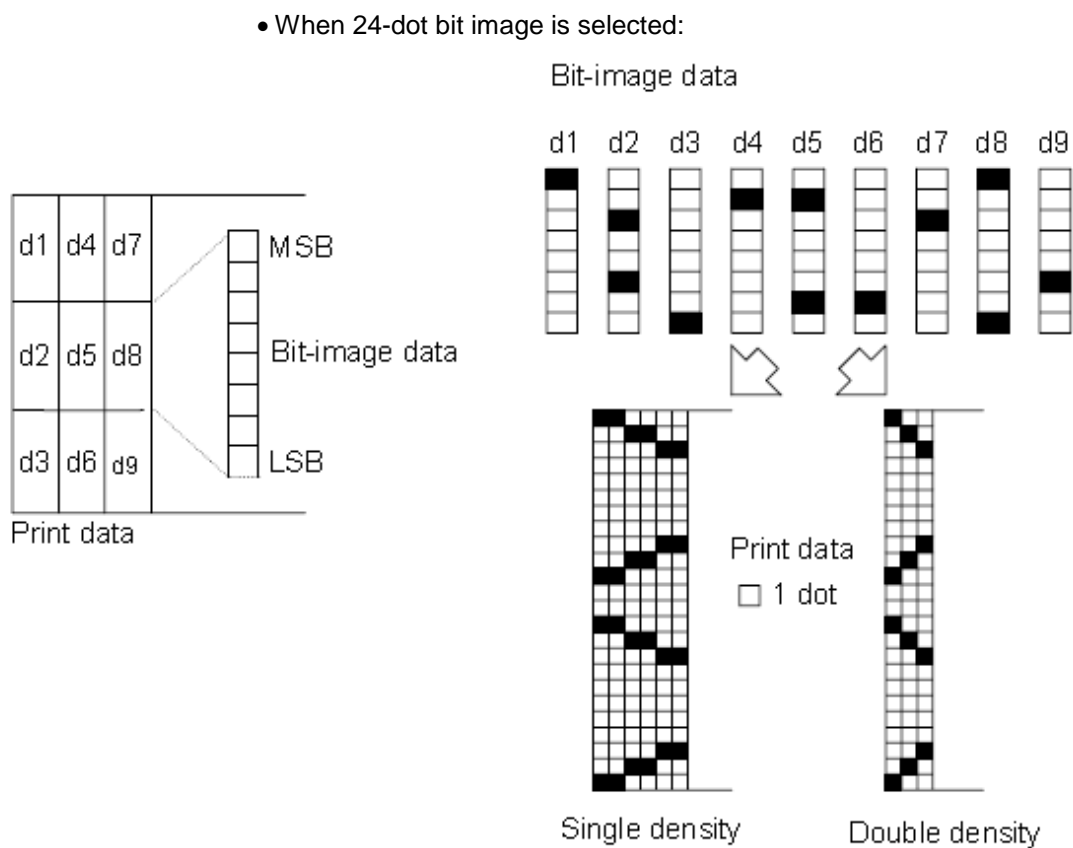 • When 24-dot bit image is selected:
Bit-image data
d1 d2 d3 d4 d5 d6 d7 d8 d9
d1 d4 d7
MSB
d2 d5 d8
Bit-image data
d3 d6 d9
LSB
Print data
Print data
1 dot
Single density
Double density